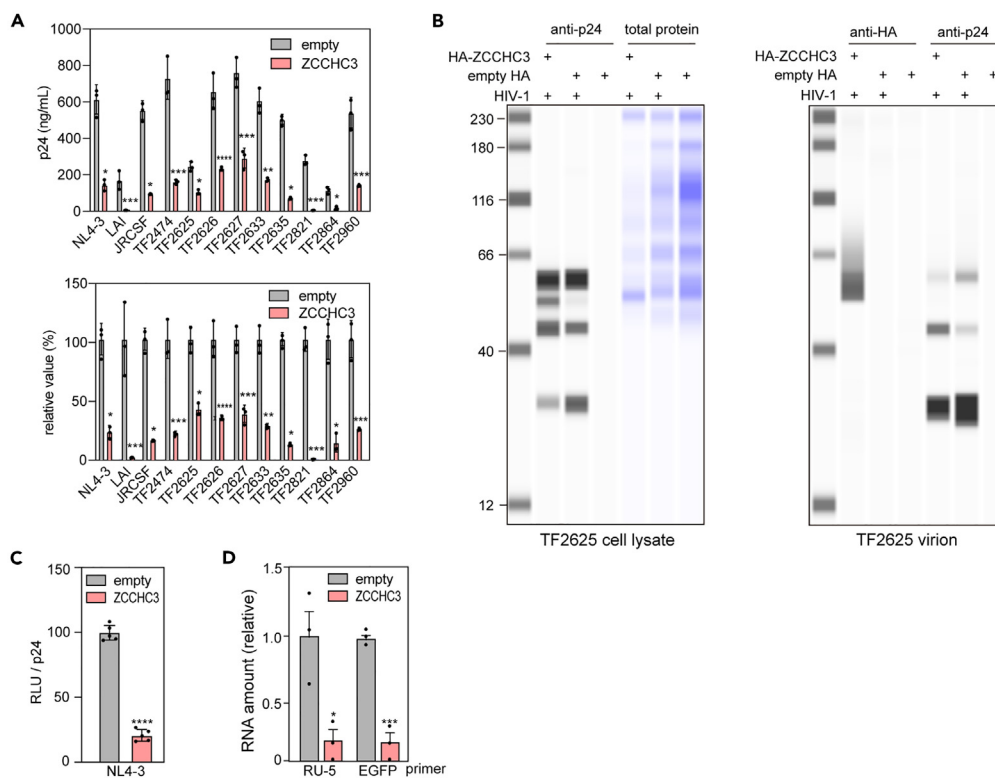 A
1000
800
600
400
200
0
p24 (ng/mL)
empty
ZCCHC3
* *** * *** * **** *** ** * *** * ***
NL4-3 LAI JRCSF TF2474 TF2625 TF2626 TF2627 TF2633 TF2635 TF2821 TF2864 TF2960
150
100
50
0
relative value (%)
empty
ZCCHC3
* *** * *** * **** *** ** * *** * ***
NL4-3 LAI JRCSF TF2474 TF2625 TF2626 TF2627 TF2633 TF2635 TF2821 TF2864 TF2960
B
anti-p24 total protein
HA-ZCCHC3 + +
empty HA + + + +
HIV-1 + + + +
230
180
116
66
40
12
TF2625 cell lysate
anti-HA anti-p24
HA-ZCCHC3 + +
empty HA + + + +
HIV-1 + + + +
TF2625 virion
C
empty
ZCCHC3
100
50
0
RLU / p24
****
NL4-3
D
empty
ZCCHC3
1.5
1.0
0.5
0
RNA amount (relative)
* ***
RU-5 EGFP primer